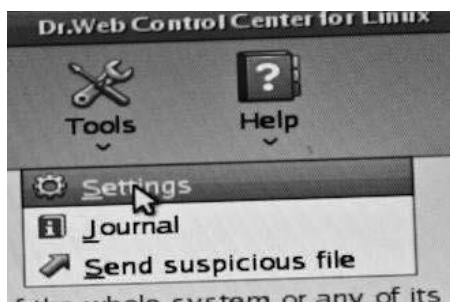 Dr.Web Control Center for Linux
Tools
Help
Settings
Journal
Send suspicious file
f the whole system or any of its